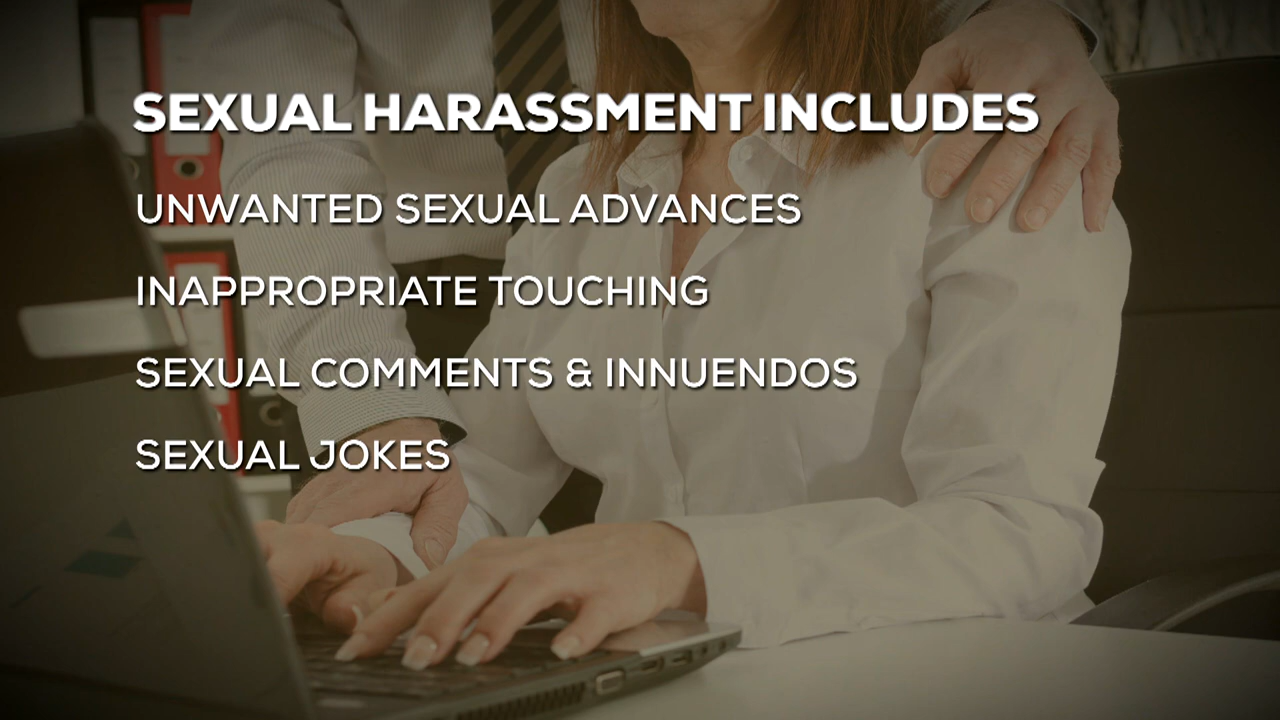 SEXUAL HARASSMENT INCLUDES
UNWANTED SEXUAL ADVANCES
INAPPROPRIATE TOUCHING
SEXUAL COMMENTS & INNUENDOS
SEXUAL JOKES